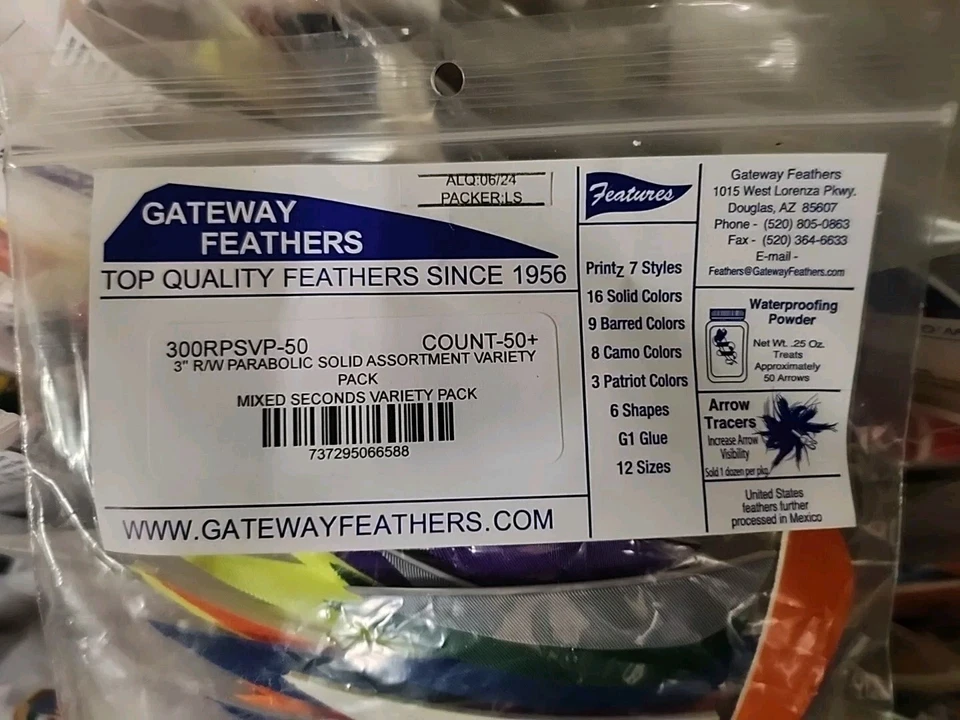 ALQ:06/24
PACKER:LS
GATEWAY
FEATHERS
TOP QUALITY FEATHERS SINCE 1956
300RPSVP-50 COUNT-50+
3" R/W PARABOLIC SOLID ASSORTMENT VARIETY
PACK
MIXED SECONDS VARIETY PACK
737295066588
WWW.GATEWAYFEATHERS.COM
Features
Printz 7 Styles
16 Solid Colors
9 Barred Colors
8 Camo Colors
3 Patriot Colors
6 Shapes
G1 Glue
12 Sizes
Gateway Feathers
1015 West Lorenza Pkwy.
Douglas, AZ 85607
Phone - (520) 805-0863
Fax - (520) 364-6633
E-mail -
Feathers@GatewayFeathers.com
Waterproofing
Powder
Net Wt. .25 Oz.
Treats
Approximately
50 Arrows
Arrow
Tracers
Increase Arrow
Visibility
Sold 1 dozen per pkg.
United States
feathers further
processed in Mexico